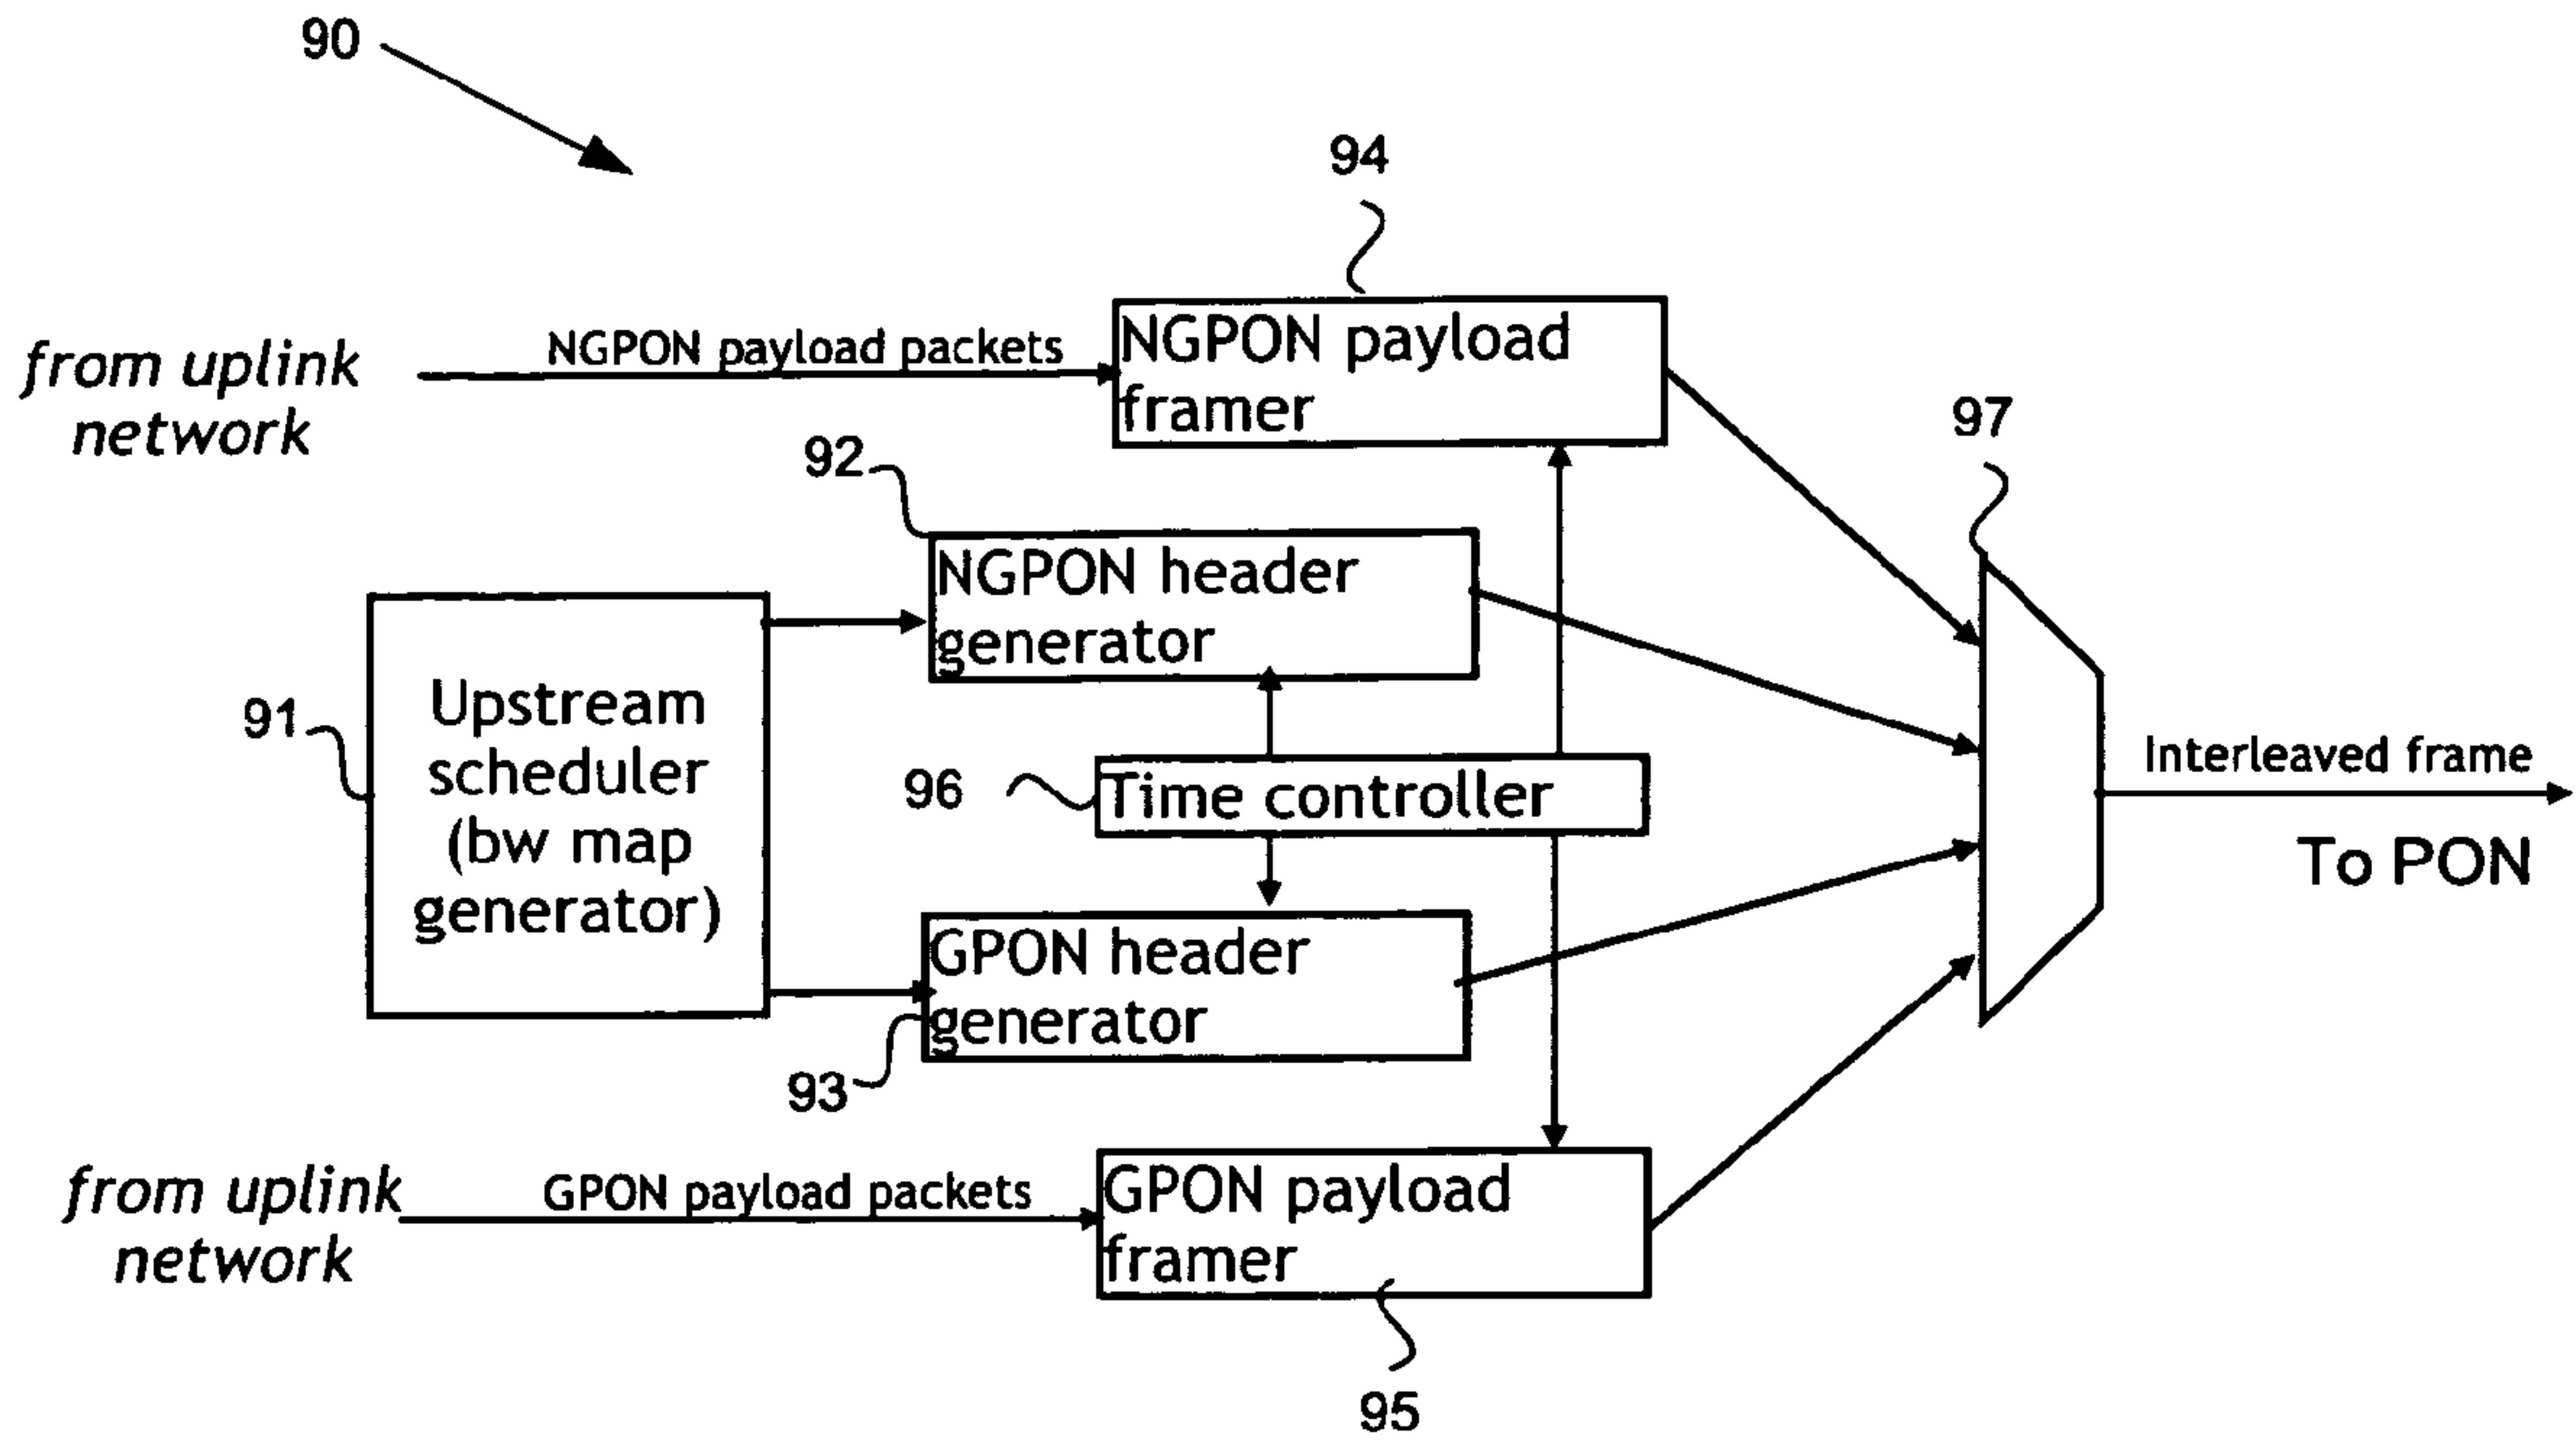 90
94
NGPON payload
framer
from uplink
network
NGPON payload packets
97
92
NGPON header
generator
91
Upstream
scheduler
(bw map
generator)
96
Time controller
Interleaved frame
To PON
GPON header
generator
93
from uplink
network
GPON payload packets
GPON payload
framer
95